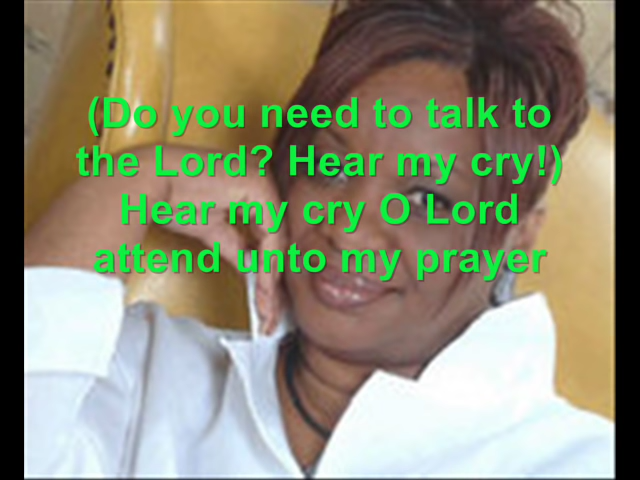 (Do you need to talk to
the Lord? Hear my cry!)
Hear my cry O Lord
attend unto my prayer